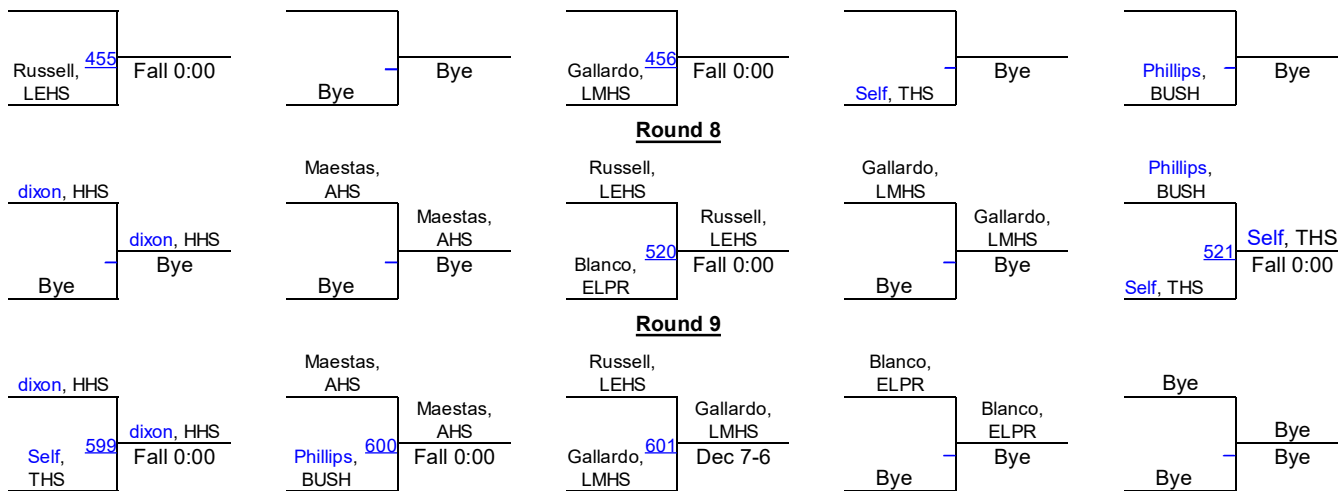 Russell,
LEHS
455
Fall 0:00
Bye
Bye
Gallardo,
LMHS
456
Fall 0:00
Self, THS
Bye
Phillips,
BUSH
Bye
Round 8
dixon, HHS
Bye
dixon, HHS
Bye
Maestas,
AHS
Bye
Maestas,
AHS
Bye
Russell,
LEHS
Blanco,
ELPR
520
Russell,
LEHS
Fall 0:00
Gallardo,
LMHS
Bye
Gallardo,
LMHS
Bye
Phillips,
BUSH
Self, THS
521
Self, THS
Fall 0:00
Round 9
dixon, HHS
Self,
THS
599
dixon, HHS
Fall 0:00
Maestas,
AHS
Phillips,
BUSH
600
Maestas,
AHS
Fall 0:00
Russell,
LEHS
Gallardo,
LMHS
601
Gallardo,
LMHS
Dec 7-6
Blanco,
ELPR
Bye
Blanco,
ELPR
Bye
Bye
Bye
Bye
Bye